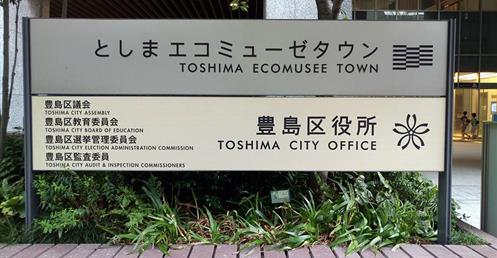 としまエコミューゼタウン
TOSHIMA ECOMUSEE TOWN
豊島区議会
TOSHIMA CITY ASSEMBLY
豊島区教育委員会
TOSHIMA CITY BOARD OF EDUCATION
豊島区選挙管理委員会
TOSHIMA CITY ELECTION ADMINISTRATION COMMISSION
豊島区監査委員
TOSHIMA CITY AUDIT & INSPECTION COMMISSIONERS
豊島区役所
TOSHIMA CITY OFFICE